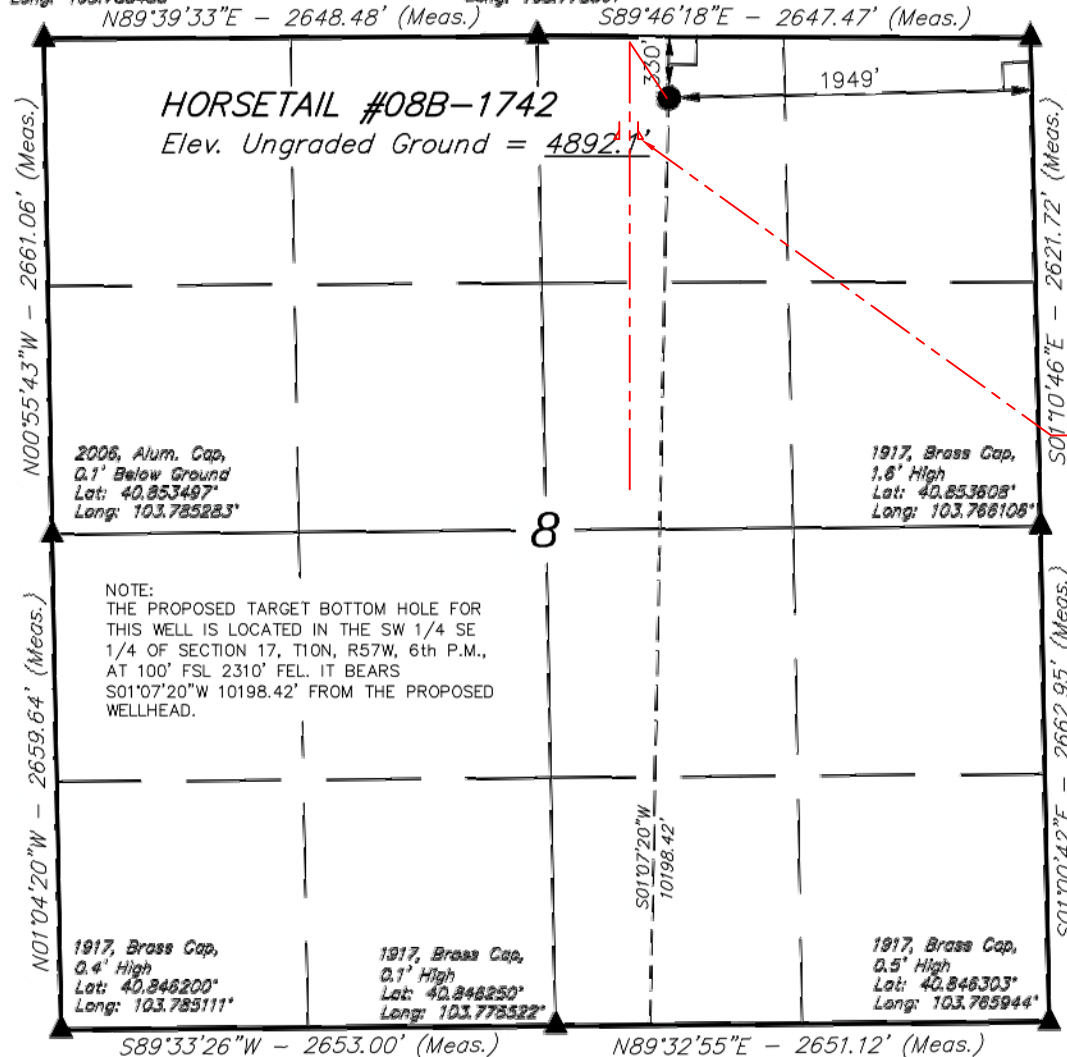 N89°39'33"E - 2648.48' (Meas.)
S89°46'18"E - 2647.47' (Meas.)
330'
1949'
HORSETAIL #08B-1742
Elev. Ungraded Ground = 4892.1'
N00°55'43"W - 2661.06' (Meas.)
S01°10'46"E - 2621.72' (Meas.)
2006, Alum. Cap,
0.1' Below Ground
Lat: 40.853497°
Long: 103.785283°
1917, Brass Cap,
1.6' High
Lat: 40.853608°
Long: 103.766106°
8
NOTE:
THE PROPOSED TARGET BOTTOM HOLE FOR
THIS WELL IS LOCATED IN THE SW 1/4 SE
1/4 OF SECTION 17, T10N, R57W, 6th P.M.,
AT 100' FSL 2310' FEL. IT BEARS
S01°07'20"W 10198.42' FROM THE PROPOSED
WELLHEAD.
N01°04'20"W - 2659.64' (Meas.)
S01°00'42"E - 2662.95' (Meas.)
S01°07'20"W
10198.42'
1917, Brass Cap,
0.4' High
Lat: 40.846200°
Long: 103.785111°
1917, Brass Cap,
0.1' High
Lat: 40.846250°
Long: 103.775522°
1917, Brass Cap,
0.5' High
Lat: 40.846303°
Long: 103.765944°
S89°33'26"W - 2653.00' (Meas.)
N89°32'55"E - 2651.12' (Meas.)